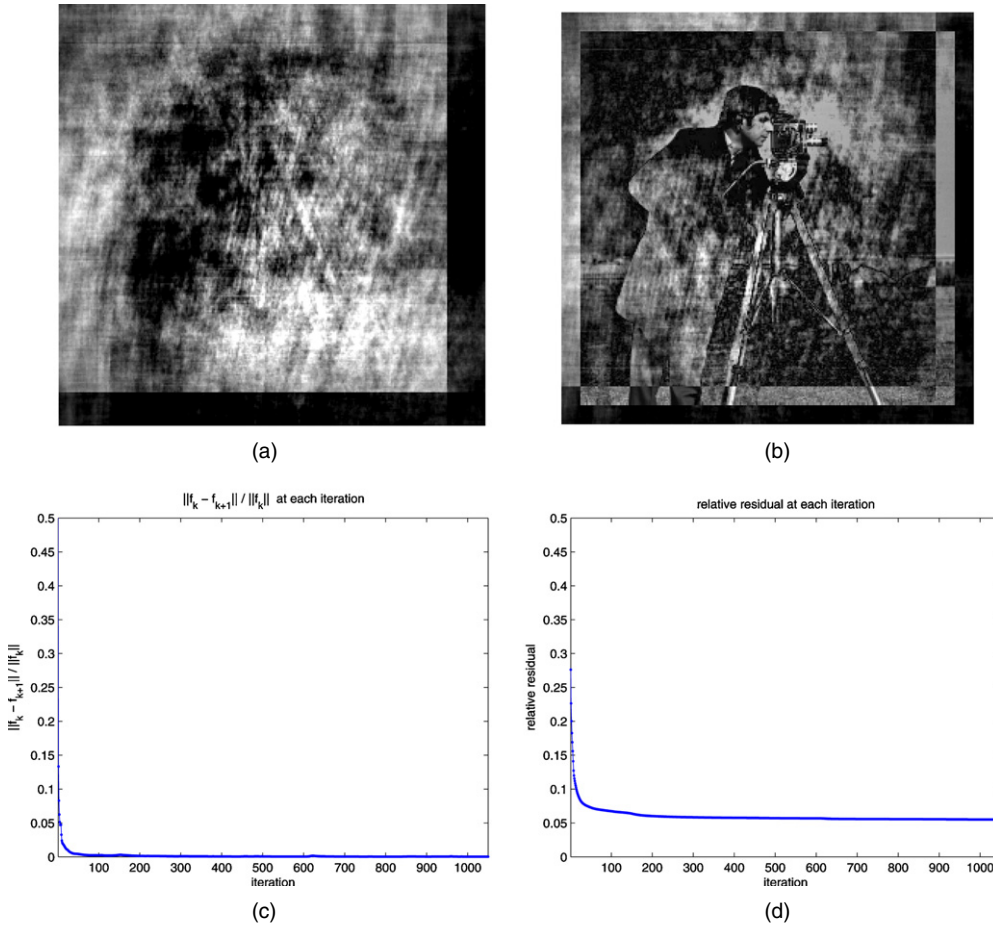 (a)
(b)
||f_k − f_{k+1}|| / ||f_k|| at each iteration
0.5
0.45
0.4
0.35
0.3
0.25
0.2
0.15
0.1
0.05
0
||f_k − f_{k+1}|| / ||f_k||
100 200 300 400 500 600 700 800 900 1000
iteration
(c)
relative residual at each iteration
0.5
0.45
0.4
0.35
0.3
0.25
0.2
0.15
0.1
0.05
0
relative residual
100 200 300 400 500 600 700 800 900 1000
iteration
(d)